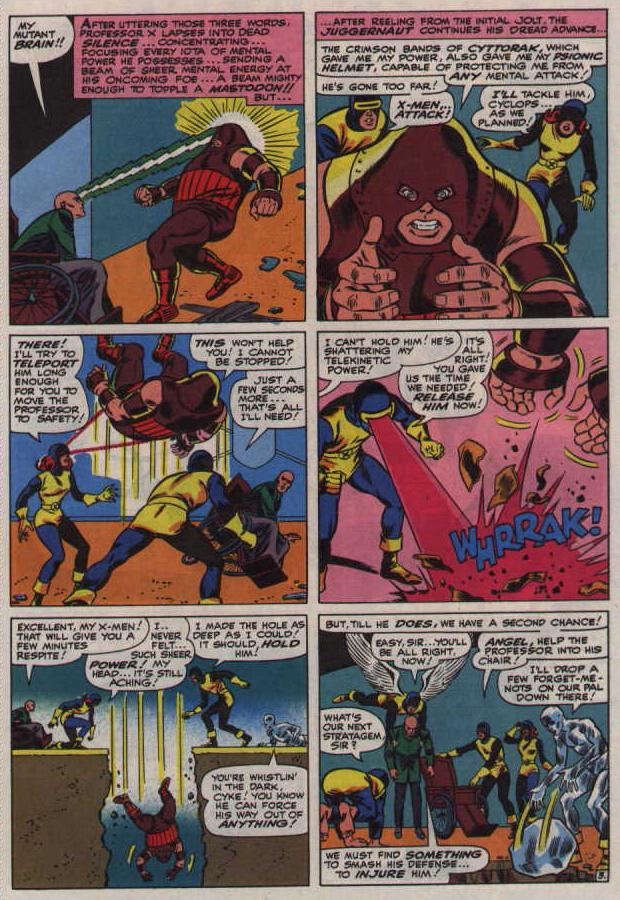 MY
MUTANT
BRAIN!!
AFTER UTTERING THOSE THREE WORDS,
PROFESSOR X LAPSES INTO DEAD
SILENCE... CONCENTRATING...
FOCUSING EVERY IOTA OF MENTAL
POWER HE POSSESSES...SENDING A
BEAM OF SHEER, MENTAL ENERGY AT
HIS ONCOMING FOE...A BEAM MIGHTY
ENOUGH TO TOPPLE A MASTODON!!
BUT...
...AFTER REELING FROM THE INITIAL JOLT, THE
JUGGERNAUT CONTINUES HIS DREAD ADVANCE...
THE CRIMSON BANDS OF CYTTORAK, WHICH
GAVE ME MY POWER, ALSO GAVE ME MY PSIONIC
HELMET, CAPABLE OF PROTECTING ME FROM
ANY MENTAL ATTACK!
HE'S GONE TOO FAR!
X-MEN...
ATTACK!
I'LL TACKLE HIM,
CYCLOPS...
AS WE
PLANNED!
THERE!
I'LL TRY TO
TELEPORT
HIM LONG
ENOUGH
FOR YOU TO
MOVE THE
PROFESSOR
TO SAFETY!
THIS WON'T HELP
YOU! I CANNOT
BE STOPPED!
JUST A
FEW SECONDS
MORE...
THAT'S ALL
I'LL NEED!
I CAN'T HOLD HIM! HE'S
SHATTERING MY
TELEKINETIC
POWER!
IT'S
ALL
RIGHT!
YOU GAVE
US THE TIME
WE NEEDED!
RELEASE
HIM NOW!
WHRRAK!
EXCELLENT, MY X-MEN!
THAT WILL GIVE YOU A
FEW MINUTES
RESPITE!
I..
NEVER
FELT...
SUCH SHEER
POWER! MY
HEAD...IT'S STILL
ACHING!
I MADE THE HOLE AS
DEEP AS I COULD!
IT SHOULD HOLD
HIM!
YOU'RE WHISTLIN'
IN THE DARK,
CYKE! YOU KNOW
HE CAN FORCE
HIS WAY OUT OF
ANYTHING!
BUT, TILL HE DOES, WE HAVE A SECOND CHANCE!
EASY, SIR...YOU'LL
BE ALL RIGHT,
NOW!
ANGEL, HELP THE
PROFESSOR INTO HIS
CHAIR!
I'LL DROP A
FEW FORGET-ME-
NOTS ON OUR PAL
DOWN THERE!
WHAT'S
OUR NEXT
STRATAGEM,
SIR?
WE MUST FIND SOMETHING
TO SMASH HIS DEFENSE...
TO INJURE HIM!